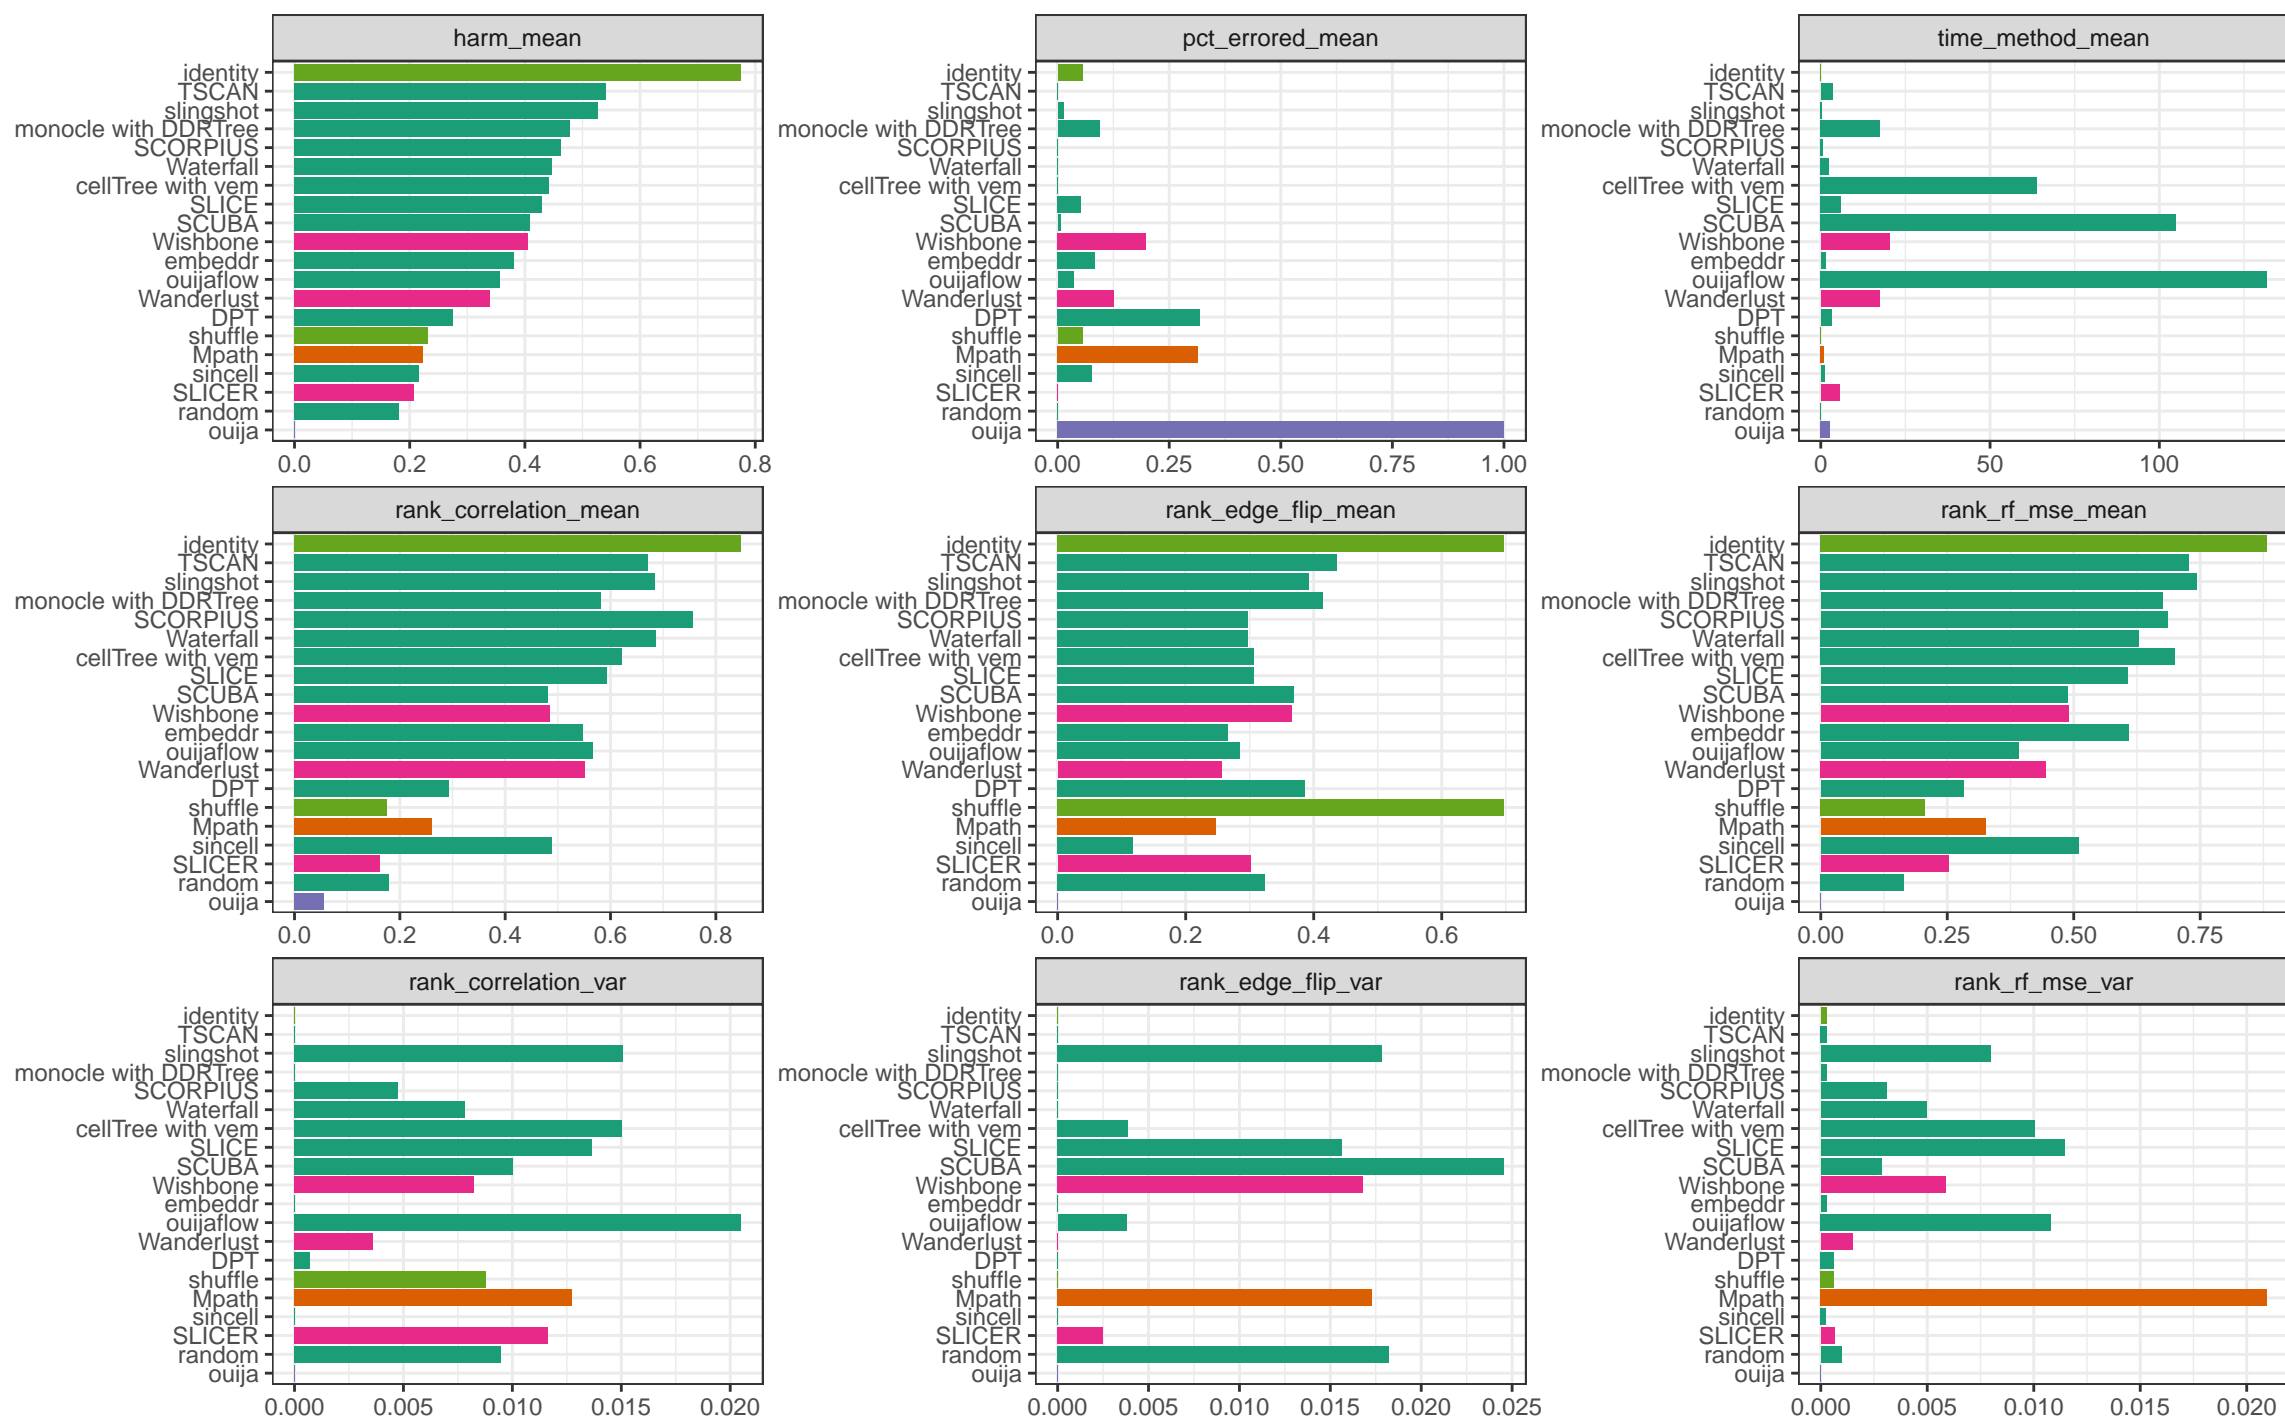 harm_mean
identity
TSCAN
slingshot
monocle with DDRTree
SCORPIUS
Waterfall
cellTree with vem
SLICE
SCUBA
Wishbone
embeddr
ouijaflow
Wanderlust
DPT
shuffle
Mpath
sincell
SLICER
random
ouija
0.0 0.2 0.4 0.6 0.8
pct_errored_mean
identity
TSCAN
slingshot
monocle with DDRTree
SCORPIUS
Waterfall
cellTree with vem
SLICE
SCUBA
Wishbone
embeddr
ouijaflow
Wanderlust
DPT
shuffle
Mpath
sincell
SLICER
random
ouija
0.00 0.25 0.50 0.75 1.00
time_method_mean
identity
TSCAN
slingshot
monocle with DDRTree
SCORPIUS
Waterfall
cellTree with vem
SLICE
SCUBA
Wishbone
embeddr
ouijaflow
Wanderlust
DPT
shuffle
Mpath
sincell
SLICER
random
ouija
0 50 100
rank_correlation_mean
identity
TSCAN
slingshot
monocle with DDRTree
SCORPIUS
Waterfall
cellTree with vem
SLICE
SCUBA
Wishbone
embeddr
ouijaflow
Wanderlust
DPT
shuffle
Mpath
sincell
SLICER
random
ouija
0.0 0.2 0.4 0.6 0.8
rank_edge_flip_mean
identity
TSCAN
slingshot
monocle with DDRTree
SCORPIUS
Waterfall
cellTree with vem
SLICE
SCUBA
Wishbone
embeddr
ouijaflow
Wanderlust
DPT
shuffle
Mpath
sincell
SLICER
random
ouija
0.0 0.2 0.4 0.6
rank_rf_mse_mean
identity
TSCAN
slingshot
monocle with DDRTree
SCORPIUS
Waterfall
cellTree with vem
SLICE
SCUBA
Wishbone
embeddr
ouijaflow
Wanderlust
DPT
shuffle
Mpath
sincell
SLICER
random
ouija
0.00 0.25 0.50 0.75
rank_correlation_var
identity
TSCAN
slingshot
monocle with DDRTree
SCORPIUS
Waterfall
cellTree with vem
SLICE
SCUBA
Wishbone
embeddr
ouijaflow
Wanderlust
DPT
shuffle
Mpath
sincell
SLICER
random
ouija
0.000 0.005 0.010 0.015 0.020
rank_edge_flip_var
identity
TSCAN
slingshot
monocle with DDRTree
SCORPIUS
Waterfall
cellTree with vem
SLICE
SCUBA
Wishbone
embeddr
ouijaflow
Wanderlust
DPT
shuffle
Mpath
sincell
SLICER
random
ouija
0.000 0.005 0.010 0.015 0.020 0.025
rank_rf_mse_var
identity
TSCAN
slingshot
monocle with DDRTree
SCORPIUS
Waterfall
cellTree with vem
SLICE
SCUBA
Wishbone
embeddr
ouijaflow
Wanderlust
DPT
shuffle
Mpath
sincell
SLICER
random
ouija
0.000 0.005 0.010 0.015 0.020